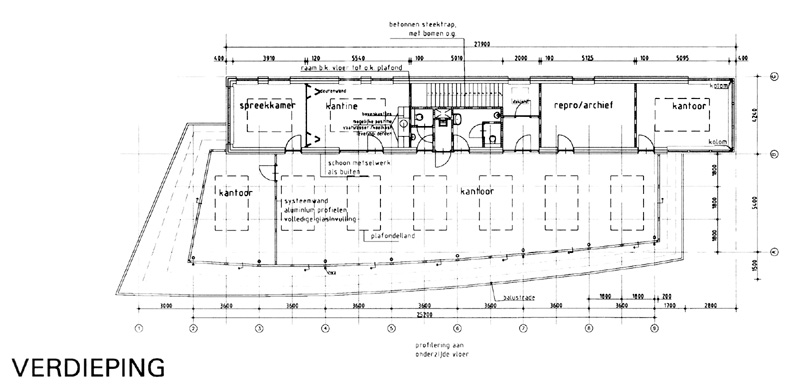 betonnen steektrap,
met bomen o.g.
27900
400 3910 120 5540 100 5010 2000 100 5125 100 5095 400
raam b.k. vloer tot o.k. plafond
kolom
spreekkamer kantine repro/archief kantoor
kolom
4240
schoon metselwerk
als buiten
kantoor kantoor
systeemwand
aluminium profielen
volledige glasinvulling
plafondeiland
1800
1800
1800
5400
1500
balustrade
1800 1800 200
3000 3600 3600 3600 3600 3600 3600 3600 1700 2800
25200
1 2 3 4 5 6 7 8 9
profilering aan
onderzijde vloer
VERDIEPING